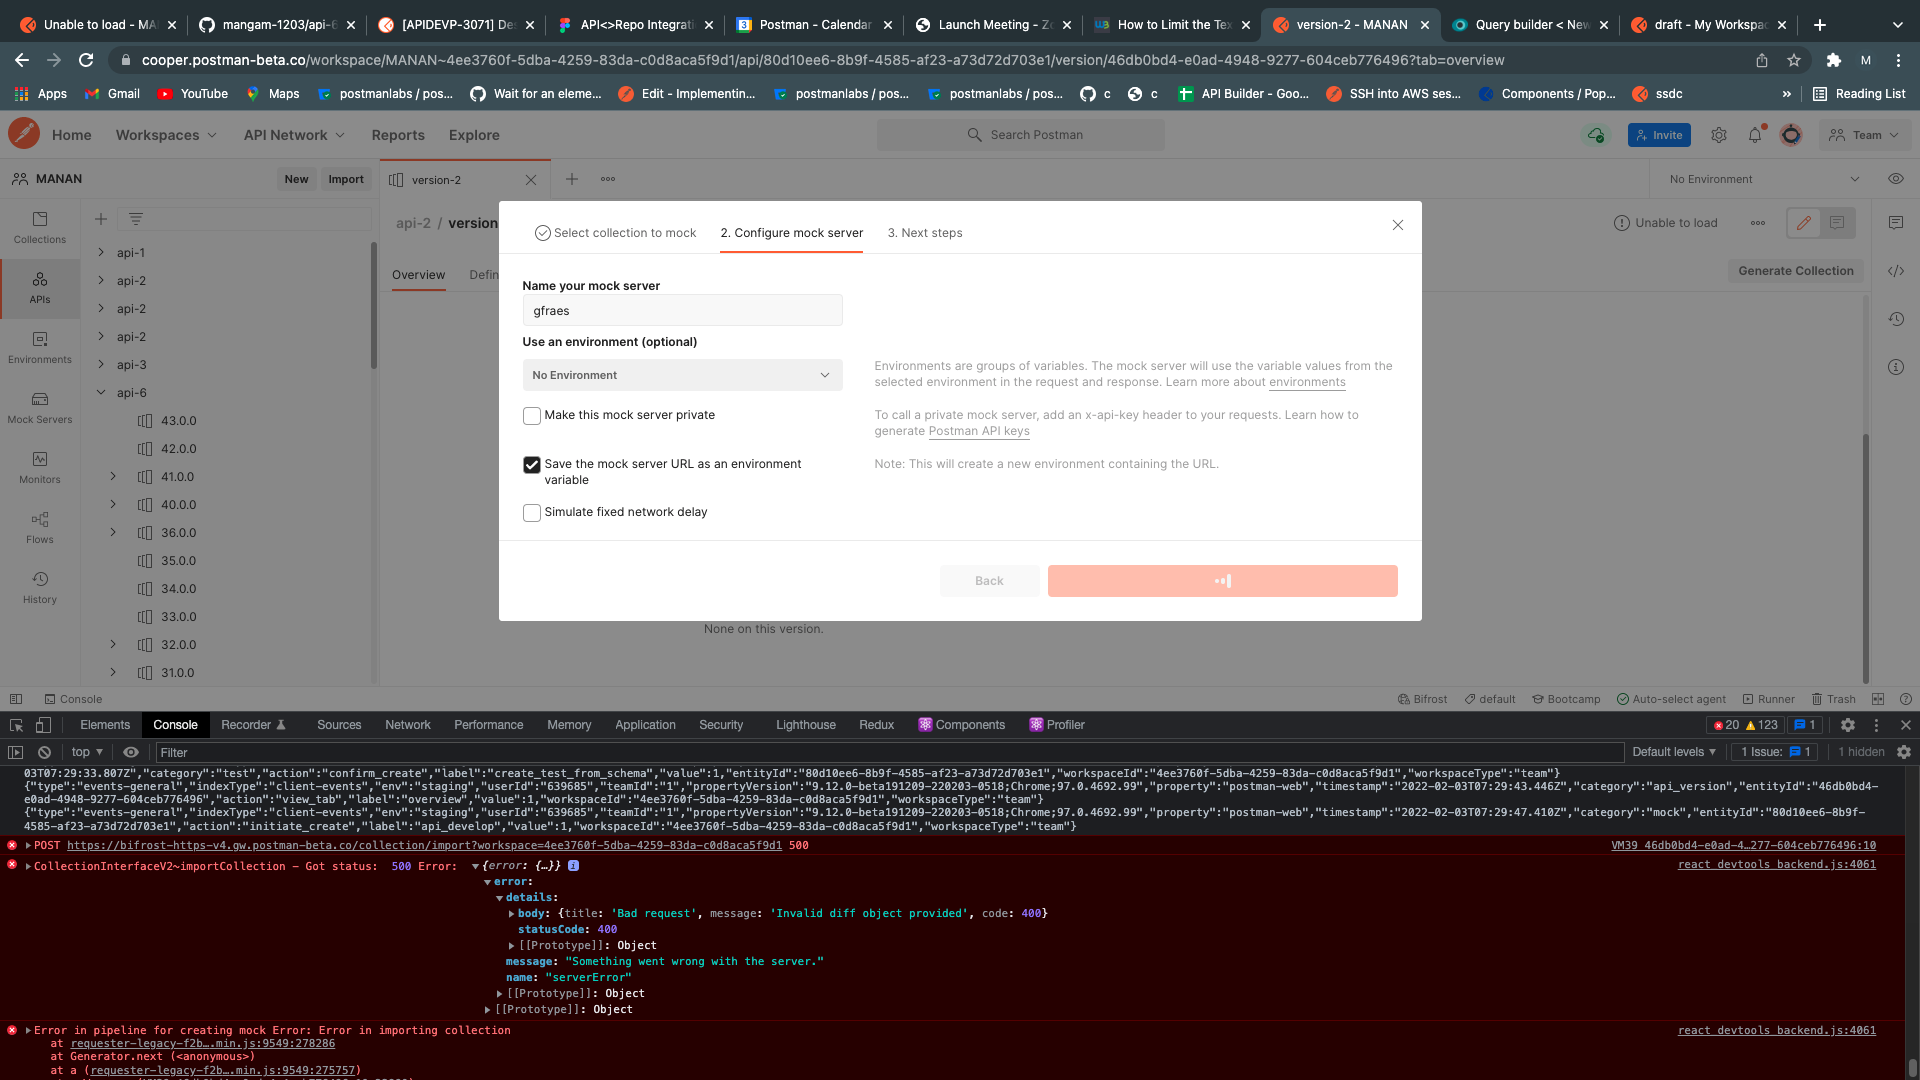 Unable to load - MA
mangam-1203/api-6
[APIDEVP-3071] De
API<>Repo Integrati
Postman - Calendar
Launch Meeting - Zo
How to Limit the Tex
version-2 - MANAN
Query builder < New
draft - My Workspac
cooper.postman-beta.co/workspace/MANAN~4ee3760f-5dba-4259-83da-c0d8aca5f9d1/api/80d10ee6-8b9f-4585-af23-a73d72d703e1/version/46db0bd4-e0ad-4948-9277-604ceb776496?tab=overview
M
Apps
Gmail
YouTube
Maps
postmanlabs / pos...
Wait for an eleme...
Edit - Implementin...
postmanlabs / pos...
postmanlabs / pos...
c
c
API Builder - Goo...
SSH into AWS ses...
Components / Pop...
ssdc
»
Reading List
Home
Workspaces
API Network
Reports
Explore
Search Postman
Invite
Team
MANAN
New
Import
version-2
No Environment
Collections
APIs
Environments
Mock Servers
Monitors
Flows
History
api-1
api-2
api-2
api-2
api-3
api-6
43.0.0
42.0.0
41.0.0
40.0.0
36.0.0
35.0.0
34.0.0
33.0.0
32.0.0
31.0.0
api-2 / version
Unable to load
Overview
Defin
Generate Collection
Select collection to mock
2. Configure mock server
3. Next steps
Name your mock server
gfraes
Use an environment (optional)
No Environment
Environments are groups of variables. The mock server will use the variable values from the
selected environment in the request and response. Learn more about environments
Make this mock server private
To call a private mock server, add an x-api-key header to your requests. Learn how to
generate Postman API keys
Save the mock server URL as an environment
variable
Note: This will create a new environment containing the URL.
Simulate fixed network delay
Back
None on this version.
Console
Bifrost
default
Bootcamp
Auto-select agent
Runner
Trash
Elements
Console
Recorder
Sources
Network
Performance
Memory
Application
Security
Lighthouse
Redux
Components
Profiler
20
123
1
top
Filter
Default levels
1 Issue:
1
1 hidden
03T07:29:33.807Z","category":"test","action":"confirm_create","label":"create_test_from_schema","value":1,"entityId":"80d10ee6-8b9f-4585-af23-a73d72d703e1","workspaceId":"4ee3760f-5dba-4259-83da-c0d8aca5f9d1","workspaceType":"team"}
{"type":"events-general","indexType":"client-events","env":"staging","userId":"639685","teamId":"1","propertyVersion":"9.12.0-beta191209-220203-0518;Chrome;97.0.4692.99","property":"postman-web","timestamp":"2022-02-03T07:29:43.446Z","category":"api_version","entityId":"46db0bd4-
e0ad-4948-9277-604ceb776496","action":"view_tab","label":"overview","value":1,"workspaceId":"4ee3760f-5dba-4259-83da-c0d8aca5f9d1","workspaceType":"team"}
{"type":"events-general","indexType":"client-events","env":"staging","userId":"639685","teamId":"1","propertyVersion":"9.12.0-beta191209-220203-0518;Chrome;97.0.4692.99","property":"postman-web","timestamp":"2022-02-03T07:29:47.410Z","category":"mock","entityId":"80d10ee6-8b9f-
4585-af23-a73d72d703e1","action":"initiate_create","label":"api_develop","value":1,"workspaceId":"4ee3760f-5dba-4259-83da-c0d8aca5f9d1","workspaceType":"team"}
POST https://bifrost-https-v4.gw.postman-beta.co/collection/import?workspace=4ee3760f-5dba-4259-83da-c0d8aca5f9d1 500
VM39 46db0bd4-e0ad-4…277-604ceb776496:10
CollectionInterfaceV2~importCollection - Got status:  500 Error:  {error: {…}}
react_devtools_backend.js:4061
error:
details:
body: {title: 'Bad request', message: 'Invalid diff object provided', code: 400}
statusCode: 400
[[Prototype]]: Object
message: "Something went wrong with the server."
name: "serverError"
[[Prototype]]: Object
[[Prototype]]: Object
Error in pipeline for creating mock Error: Error in importing collection
react_devtools_backend.js:4061
at requester-legacy-f2b….min.js:9549:278286
at Generator.next (<anonymous>)
at a (requester-legacy-f2b….min.js:9549:275757)